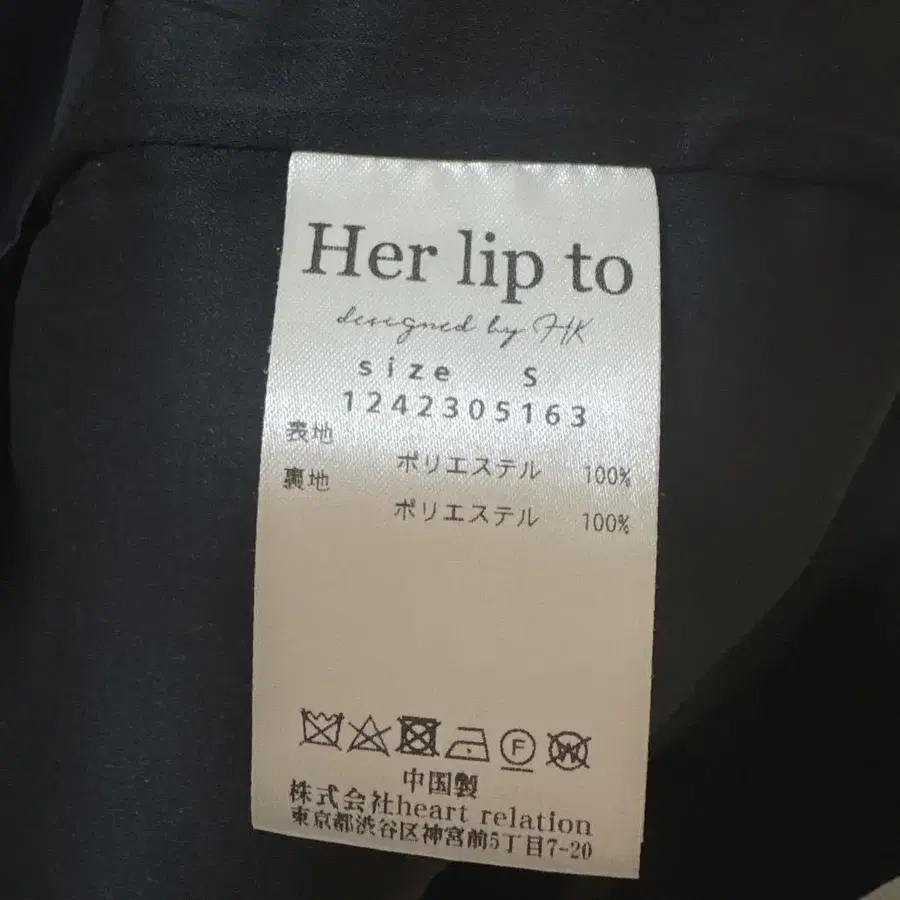 Her lip to
designed by HK
size S
1242305163
表地
ポリエステル 100%
裏地
ポリエステル 100%
F W
中国製
株式会社heart relation
東京都渋谷区神宮前5丁目7-20